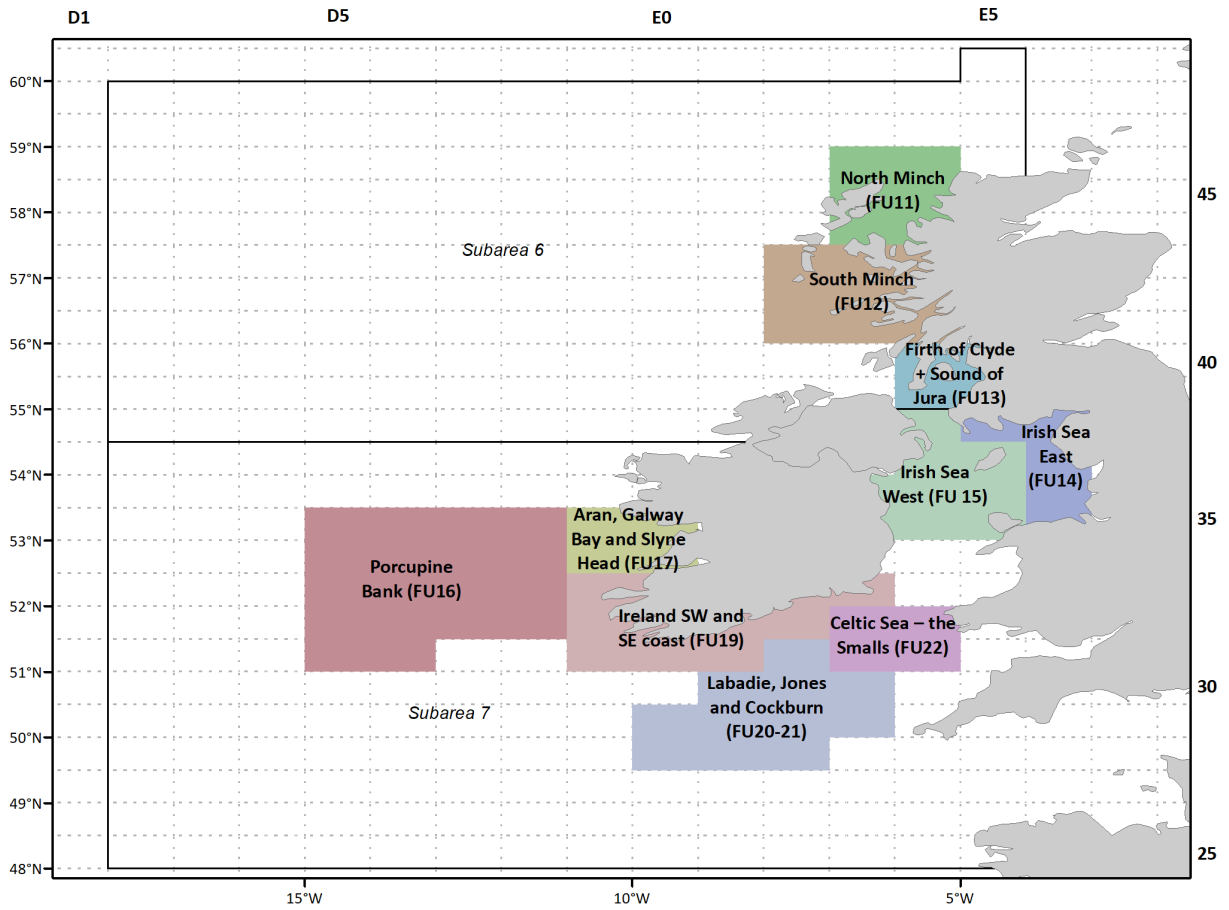 D1
D5
E0
E5
60°N
59°N
58°N
57°N
56°N
55°N
54°N
53°N
52°N
51°N
50°N
49°N
48°N
45
40
35
30
25
North Minch
(FU11)
Subarea 6
South Minch
(FU12)
Firth of Clyde
+ Sound of
Jura (FU13)
Irish Sea
East
(FU14)
Irish Sea
West (FU 15)
Aran, Galway
Bay and Slyne
Head (FU17)
Porcupine
Bank (FU16)
Ireland SW and
SE coast (FU19)
Celtic Sea – the
Smalls (FU22)
Labadie, Jones
and Cockburn
(FU20-21)
Subarea 7
15°W
10°W
5°W